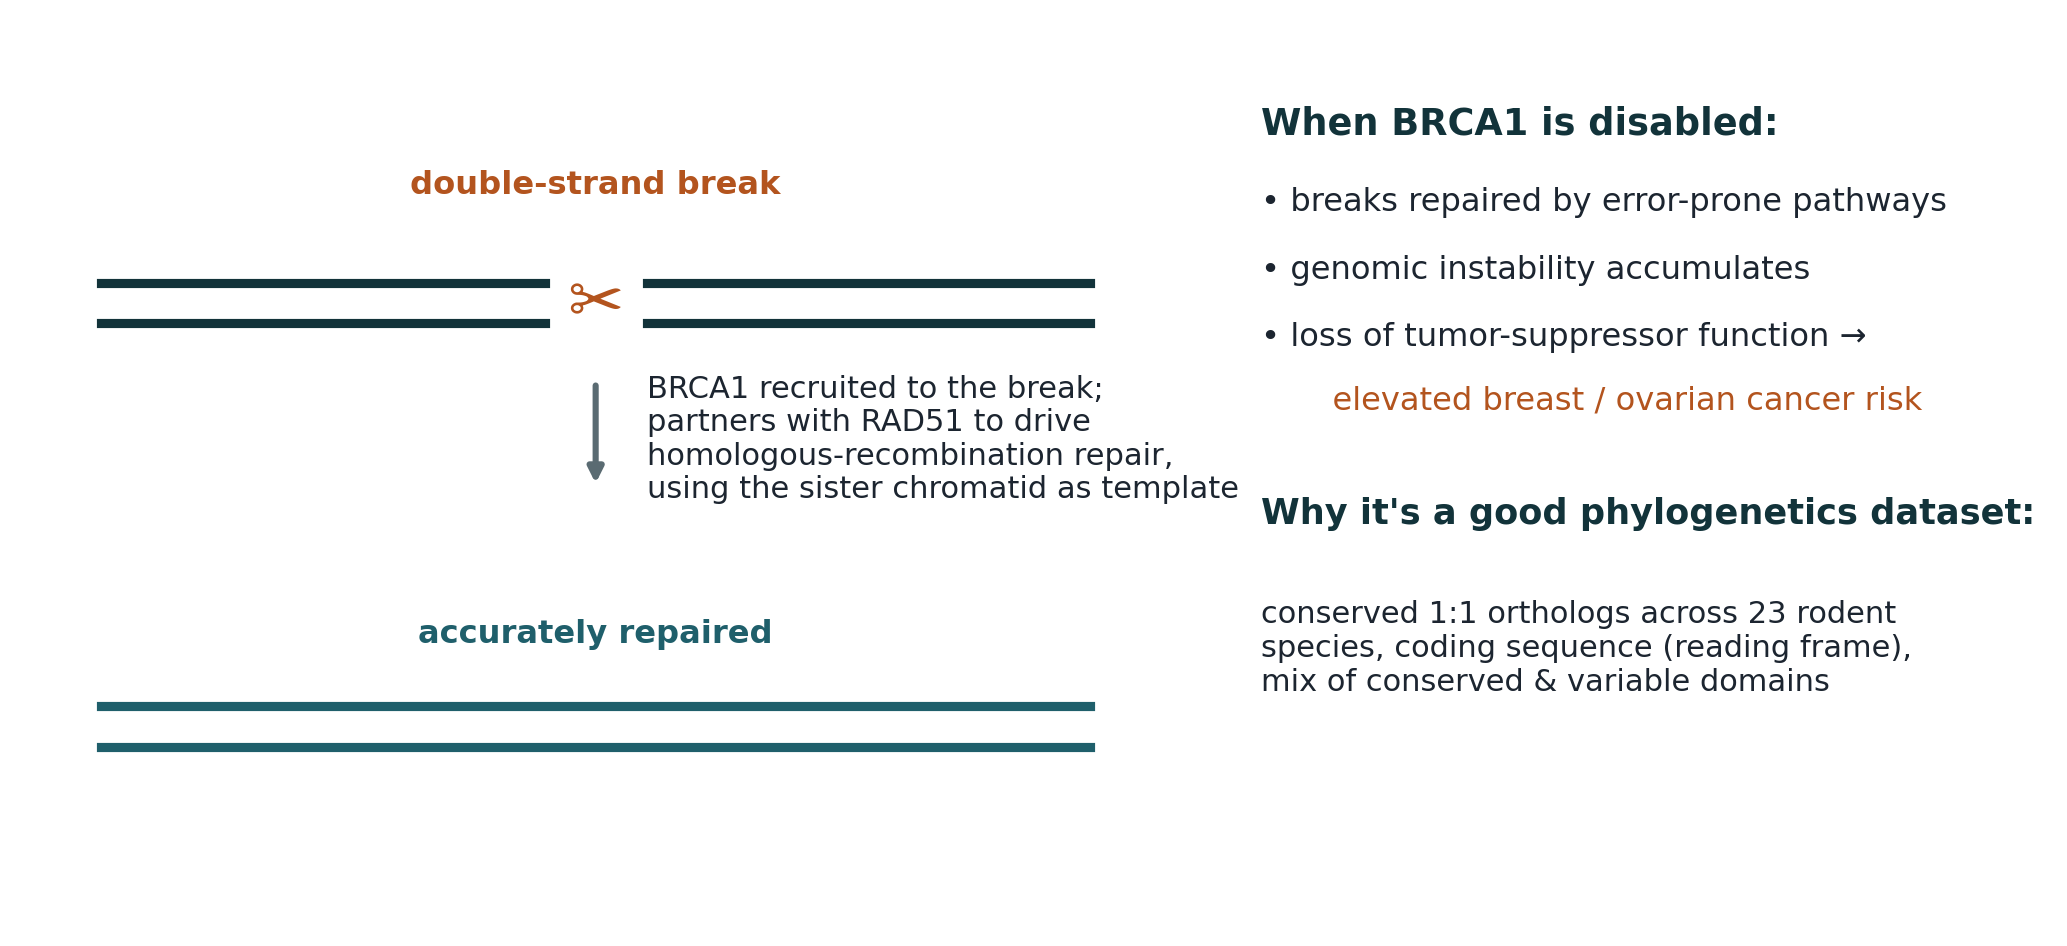 double-strand break
BRCA1 recruited to the break;
partners with RAD51 to drive
homologous-recombination repair,
using the sister chromatid as template
accurately repaired
When BRCA1 is disabled:
• breaks repaired by error-prone pathways
• genomic instability accumulates
• loss of tumor-suppressor function →
elevated breast / ovarian cancer risk
Why it's a good phylogenetics dataset:
conserved 1:1 orthologs across 23 rodent
species, coding sequence (reading frame),
mix of conserved & variable domains